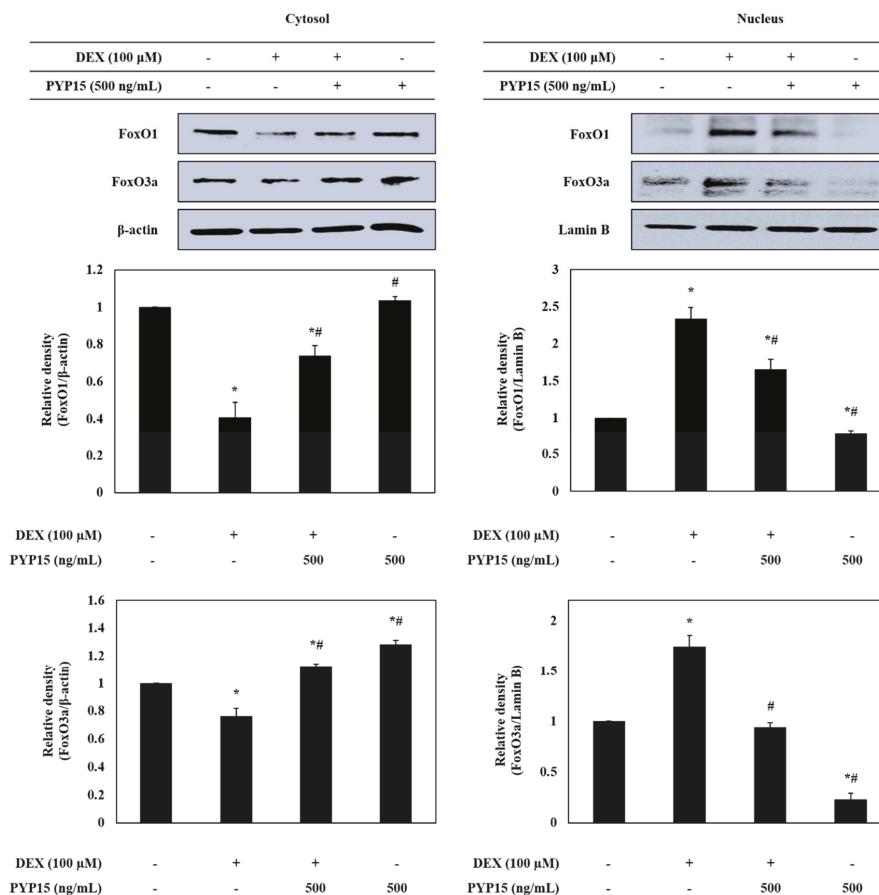 Cytosol
DEX (100 µM) - + + -
PYP15 (500 ng/mL) - - + +
FoxO1
FoxO3a
β-actin
Nucleus
DEX (100 µM) - + + -
PYP15 (500 ng/mL) - - + +
FoxO1
FoxO3a
Lamin B
Relative density
(FoxO1/β-actin)
1.2
1
0.8
0.6
0.4
0.2
0
*
*#
#
DEX (100 µM) - + + -
PYP15 (ng/mL) - - 500 500
Relative density
(FoxO1/Lamin B)
3
2.5
2
1.5
1
0.5
0
*
*#
*#
DEX (100 µM) - + + -
PYP15 (ng/mL) - - 500 500
Relative density
(FoxO3a/β-actin)
1.6
1.4
1.2
1
0.8
0.6
0.4
0.2
0
*
*#
*#
DEX (100 µM) - + + -
PYP15 (ng/mL) - - 500 500
Relative density
(FoxO3a/Lamin B)
2
1.5
1
0.5
0
*
#
*#
DEX (100 µM) - + + -
PYP15 (ng/mL) - - 500 500